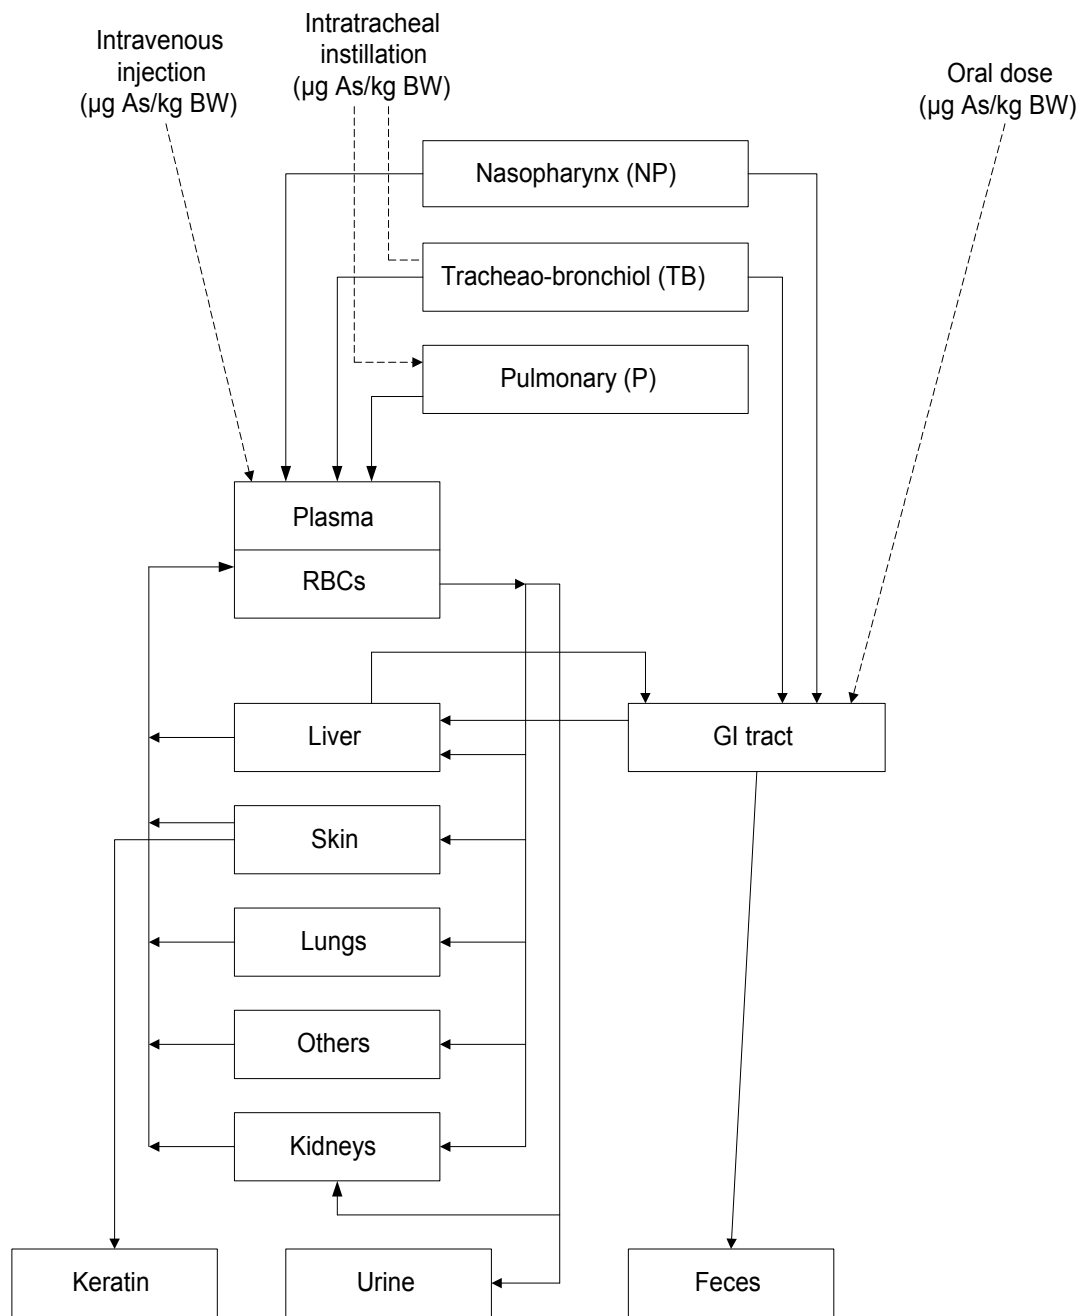 Intravenous
injection
(µg As/kg BW)
Intratracheal
instillation
(µg As/kg BW)
Oral dose
(µg As/kg BW)
Nasopharynx (NP)
Tracheao-bronchiol (TB)
Pulmonary (P)
Plasma
RBCs
Liver
GI tract
Skin
Lungs
Others
Kidneys
Keratin
Urine
Feces